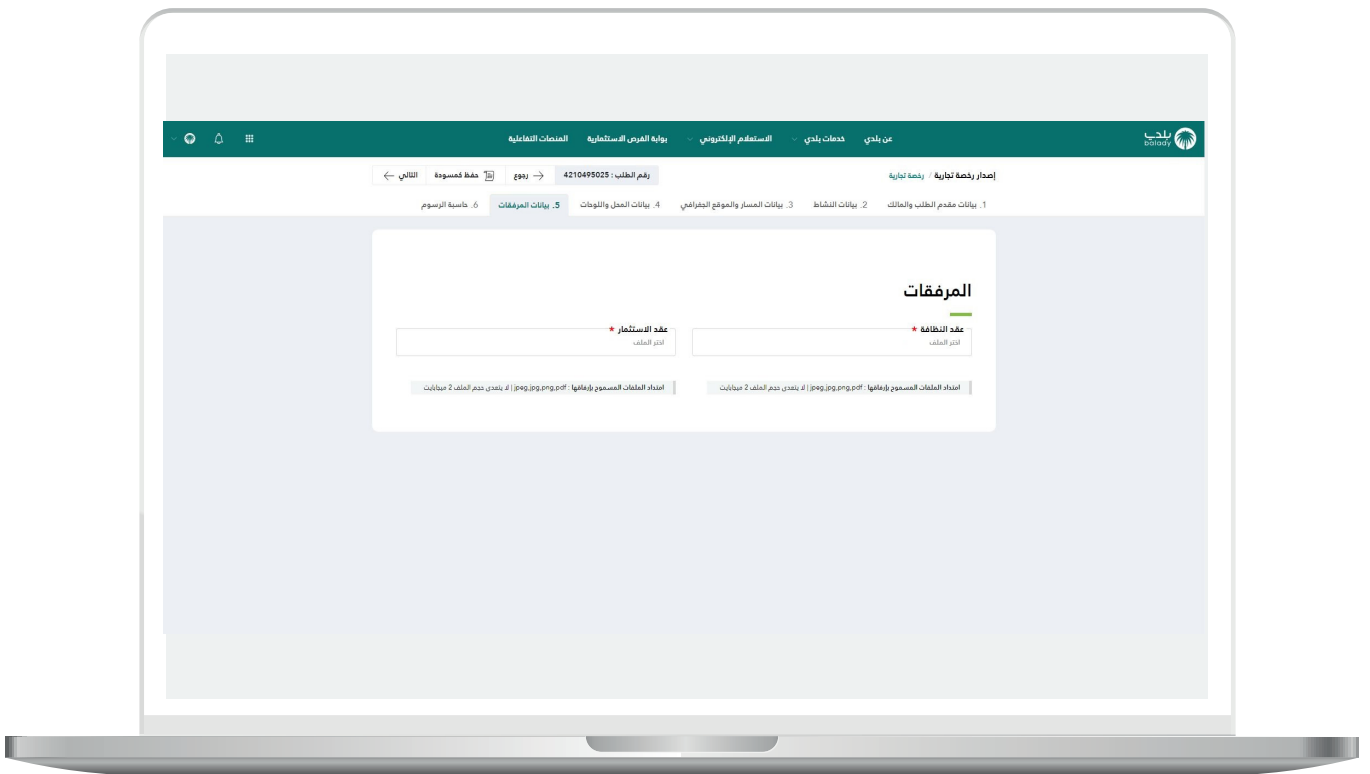 بلدي
balady
عن بلدي
خدمات بلدي
الاستعلام الإلكتروني
بوابة الفرص الاستثمارية
المنصات التفاعلية
إصدار رخصة تجارية / رخصة تجارية
رقم الطلب : 4210495025
رجوع
حفظ كمسودة
التالي
1. بيانات مقدم الطلب والمالك
2. بيانات النشاط
3. بيانات المسار والموقع الجغرافي
4. بيانات المحل واللوحات
5. بيانات المرفقات
6. حاسبة الرسوم
المرفقات
عقد النظافة *
اختر الملف
امتداد الملفات المسموح بإرفاقها : jpeg,jpg,png,pdf | لا يتعدى حجم الملف 2 ميجابايت
عقد الاستثمار *
اختر الملف
امتداد الملفات المسموح بإرفاقها : jpeg,jpg,png,pdf | لا يتعدى حجم الملف 2 ميجابايت